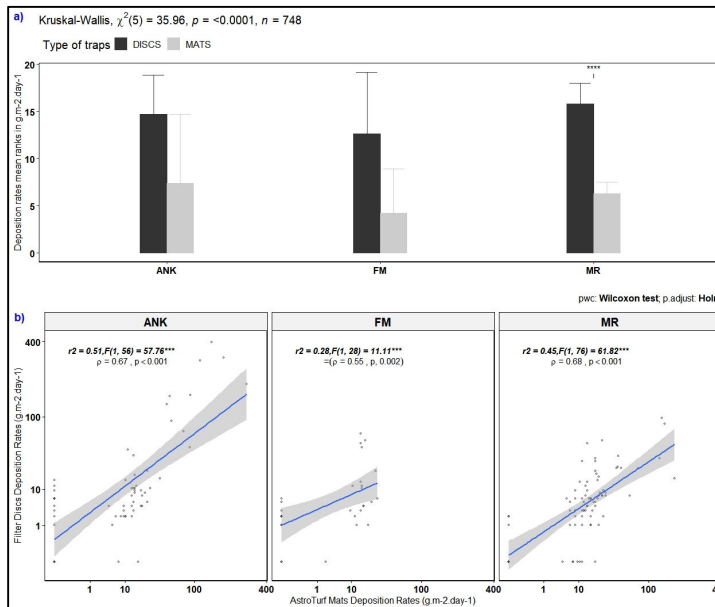 a) Kruskal-Wallis, χ²(5) = 35.96, p = <0.0001, n = 748
Type of traps DISCS MATS
Deposition rates mean ranks in g.m-2.day-1
20
15
10
5
0
****
ANK FM MR
pwc: Wilcoxon test; p.adjust: Holm
b)
ANK FM MR
r2 = 0.51,F(1, 56) = 57.76*** r2 = 0.28,F(1, 28) = 11.11*** r2 = 0.45,F(1, 76) = 61.82***
ρ = 0.67 , p < 0.001 =(ρ = 0.55 , p, 0.002) ρ = 0.68 , p < 0.001
Filter Discs Deposition Rates (g.m-2.day-1)
400
100
10
1
1 10 100 400 1 10 100 400 1 10 100 400
AstroTurf Mats Deposition Rates (g.m-2.day-1)